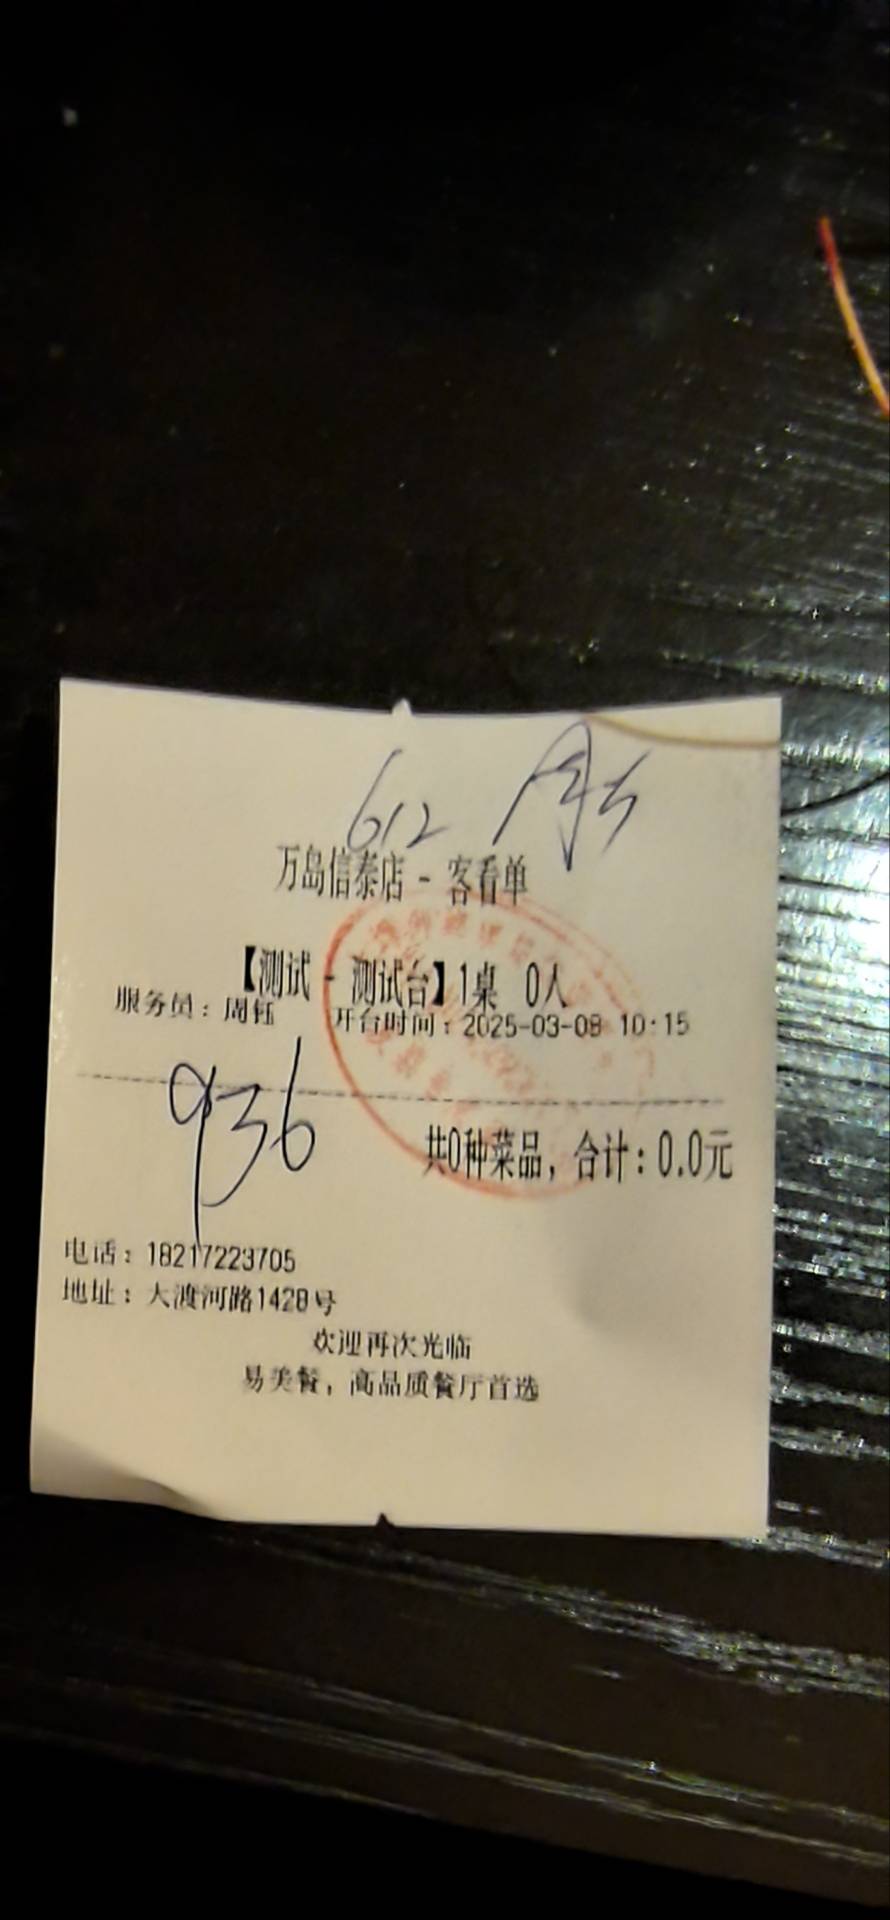 612
万岛信泰店 - 客看单
【测试 - 测试台】1桌 0人
服务员：周钰 开台时间：2025-03-08 10:15
936
共0种菜品，合计：0.0元
电话：18217223705
地址：大渡河路1428号
欢迎再次光临
易美餐，高品质餐厅首选